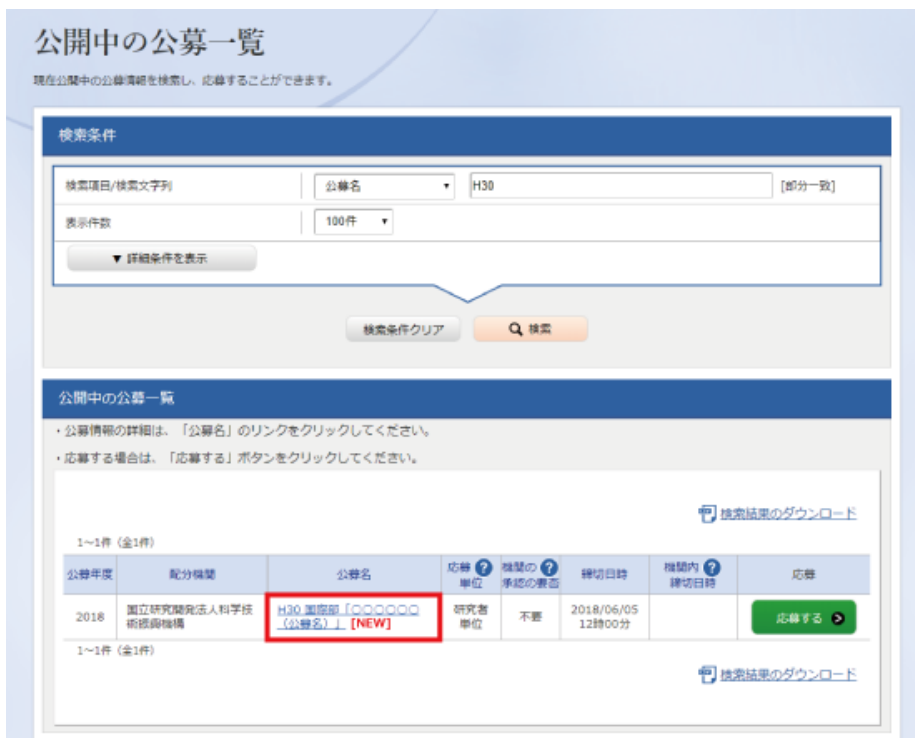 公開中の公募一覧
現在公開中の公募情報を検索し、応募することができます。
検索条件
検索項目/検索文字列 公募名 ▼ H30 [部分一致]
表示件数 100件 ▼
▼ 詳細条件を表示
検索条件クリア 検索
公開中の公募一覧
・公募情報の詳細は、「公募名」のリンクをクリックしてください。
・応募する場合は、「応募する」ボタンをクリックしてください。
検索結果のダウンロード
1~1件 (全1件)
公募年度 配分機関 公募名 応募 ? 単位 機関の ? 承認の要否 締切日時 機関内 ? 締切日時 応募
2018 国立研究開発法人科学技 H30 国際部「○○○○○○ 研究者 不要 2018/06/05 応募する
術振興機構 (公募名)」 [NEW] 単位 12時00分
1~1件 (全1件)
検索結果のダウンロード